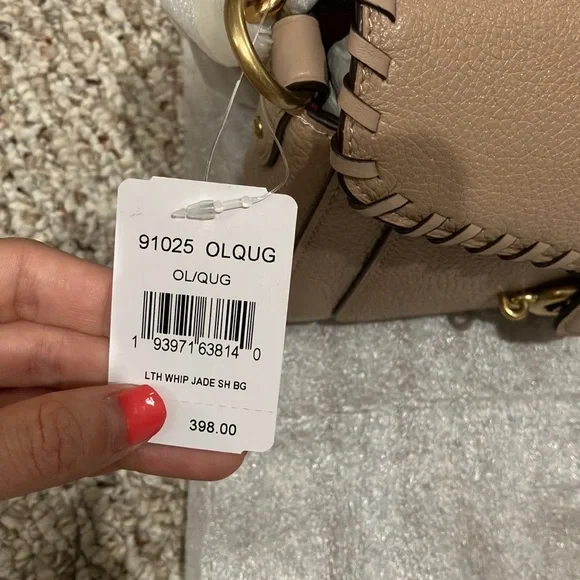 91025 OLQUG
OL/QUG
1 93971 63814 0
LTH WHIP JADE SH BG
398.00